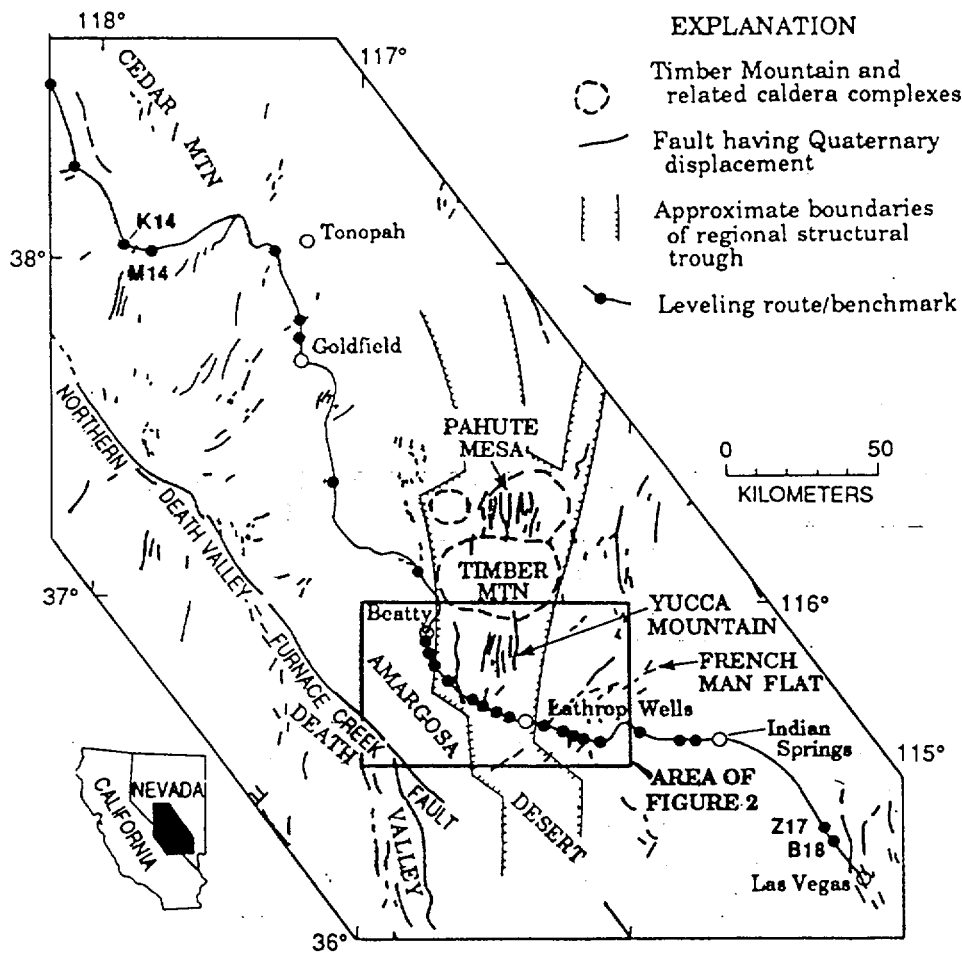 118°
117°
EXPLANATION
Timber Mountain and
related caldera complexes
Fault having Quaternary
displacement
Approximate boundaries
of regional structural
trough
Leveling route/benchmark
CEDAR MTN
K14
M14
Tonopah
38°
Goldfield
PAHUTE
MESA
0 50
KILOMETERS
NORTHERN DEATH VALLEY - FURNACE CREEK FAULT
TIMBER
MTN
37°
116°
Beatty
YUCCA
MOUNTAIN
FRENCH
MAN FLAT
AMARGOSA DESERT
Lathrop Wells
Indian
Springs
115°
DEATH VALLEY
AREA OF
FIGURE 2
NEVADA
CALIFORNIA
Z17
B18
Las Vegas
36°